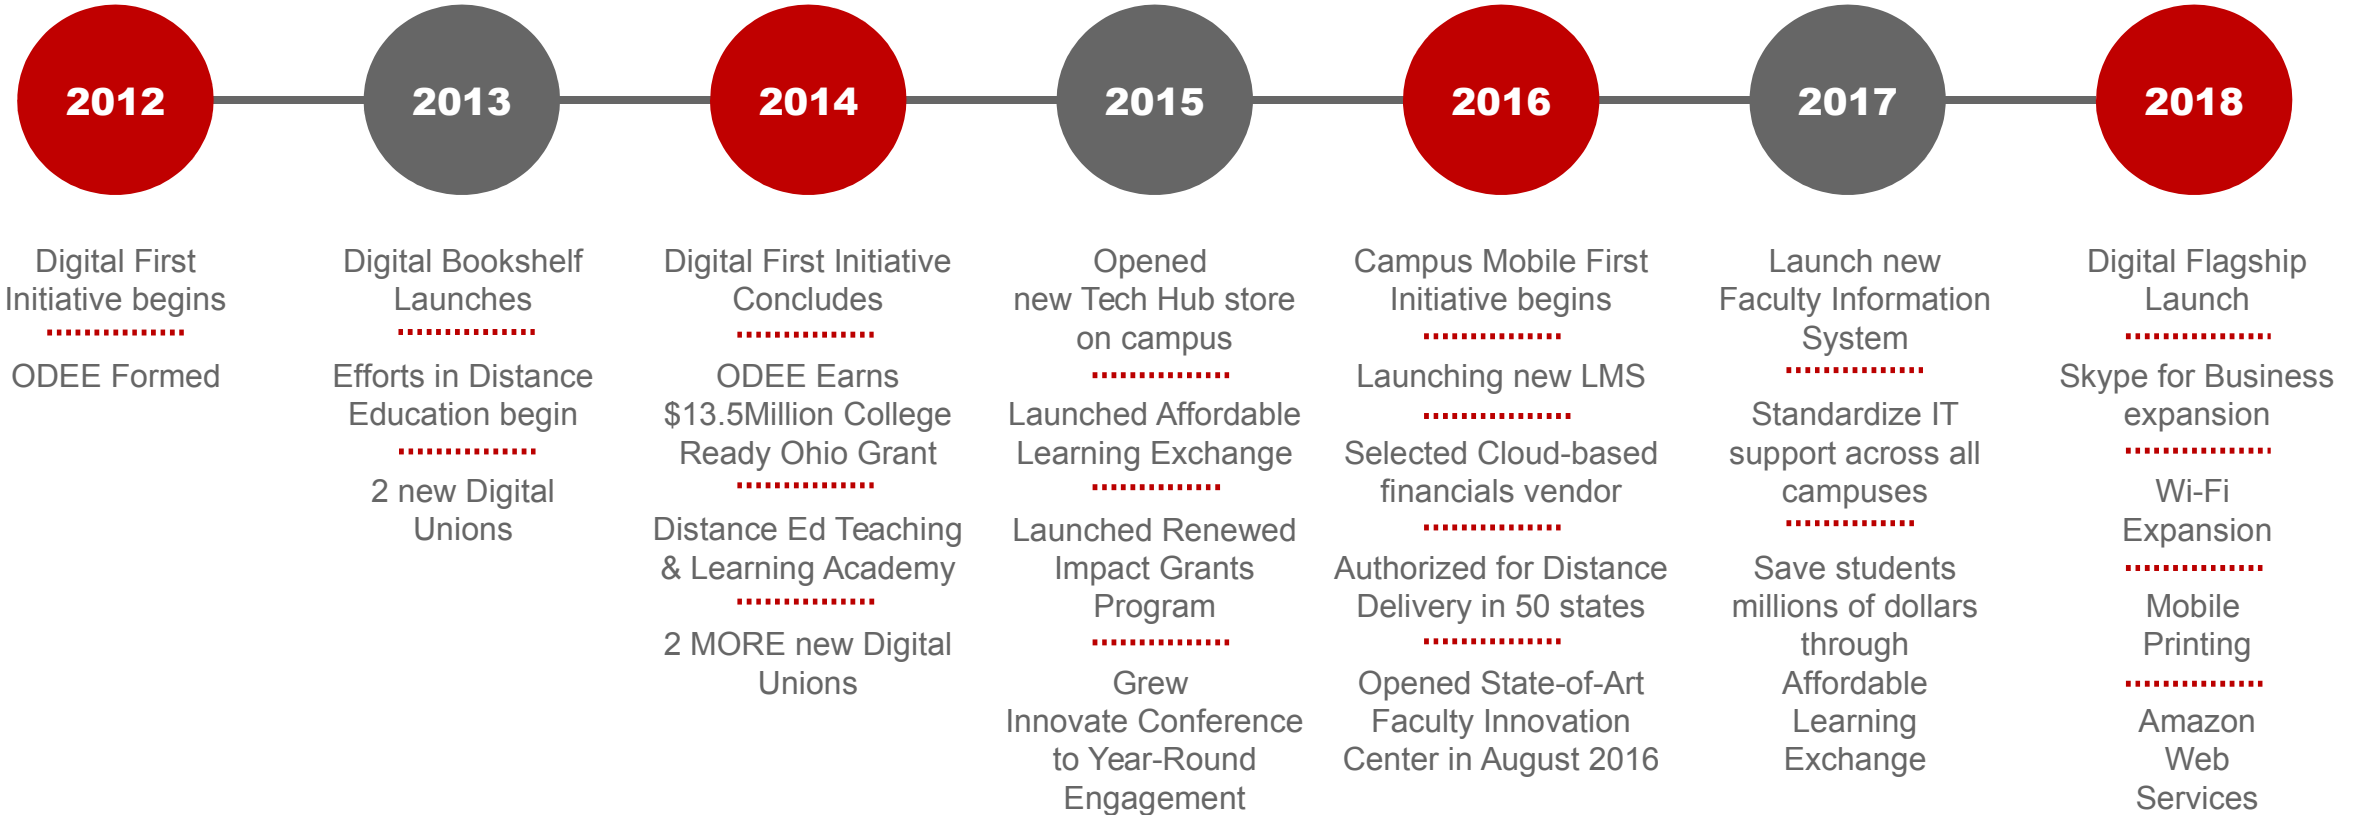 2012
2013
2014
2015
2016
2017
2018
Digital First
Initiative begins
ODEE Formed
Digital Bookshelf
Launches
Efforts in Distance
Education begin
2 new Digital
Unions
Digital First Initiative
Concludes
ODEE Earns
$13.5Million College
Ready Ohio Grant
Distance Ed Teaching
& Learning Academy
2 MORE new Digital
Unions
Opened
new Tech Hub store
on campus
Launched Affordable
Learning Exchange
Launched Renewed
Impact Grants
Program
Grew
Innovate Conference
to Year-Round
Engagement
Campus Mobile First
Initiative begins
Launching new LMS
Selected Cloud-based
financials vendor
Authorized for Distance
Delivery in 50 states
Opened State-of-Art
Faculty Innovation
Center in August 2016
Launch new
Faculty Information
System
Standardize IT
support across all
campuses
Save students
millions of dollars
through
Affordable
Learning
Exchange
Digital Flagship
Launch
Skype for Business
expansion
Wi-Fi
Expansion
Mobile
Printing
Amazon
Web
Services